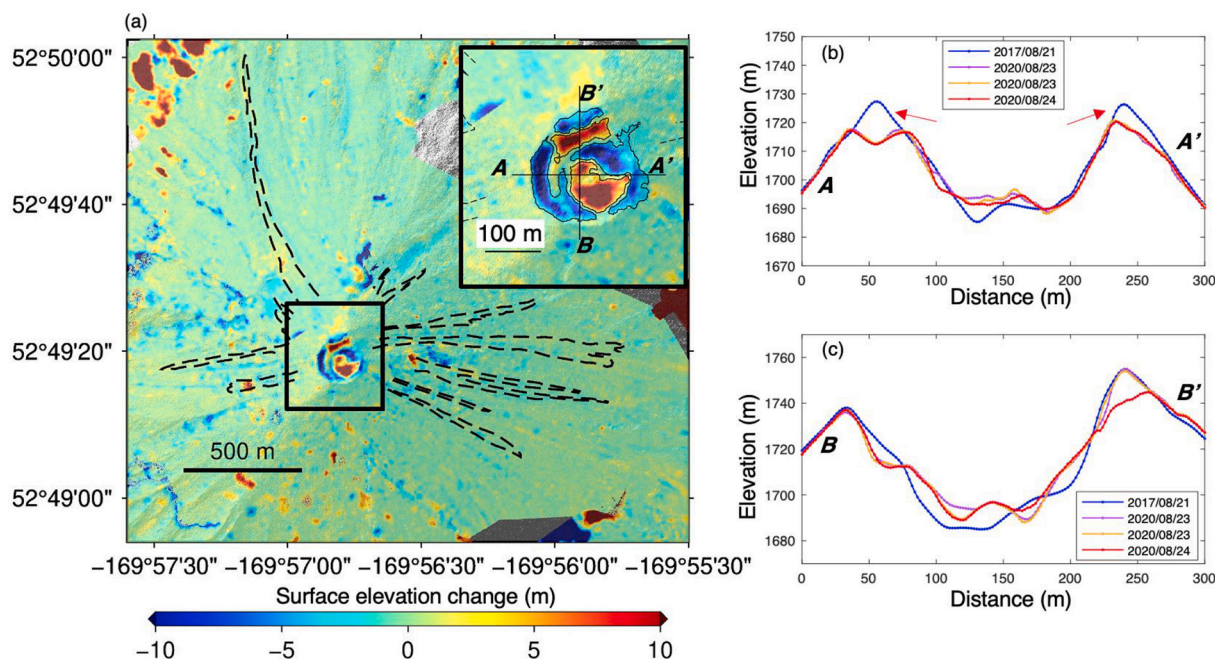 (a)
52°50'00"
52°49'40"
52°49'20"
52°49'00"
−169°57'30" −169°57'00" −169°56'30" −169°56'00" −169°55'30"
500 m
B'
A A'
100 m
B
Surface elevation change (m)
−10 −5 0 5 10
(b)
1750
1740
1730
1720
1710
1700
1690
1680
1670
1660
Elevation (m)
2017/08/21
2020/08/23
2020/08/23
2020/08/24
A A'
0 50 100 150 200 250 300
Distance (m)
(c)
1760
1740
1720
1700
1680
Elevation (m)
B B'
2017/08/21
2020/08/23
2020/08/23
2020/08/24
0 50 100 150 200 250 300
Distance (m)